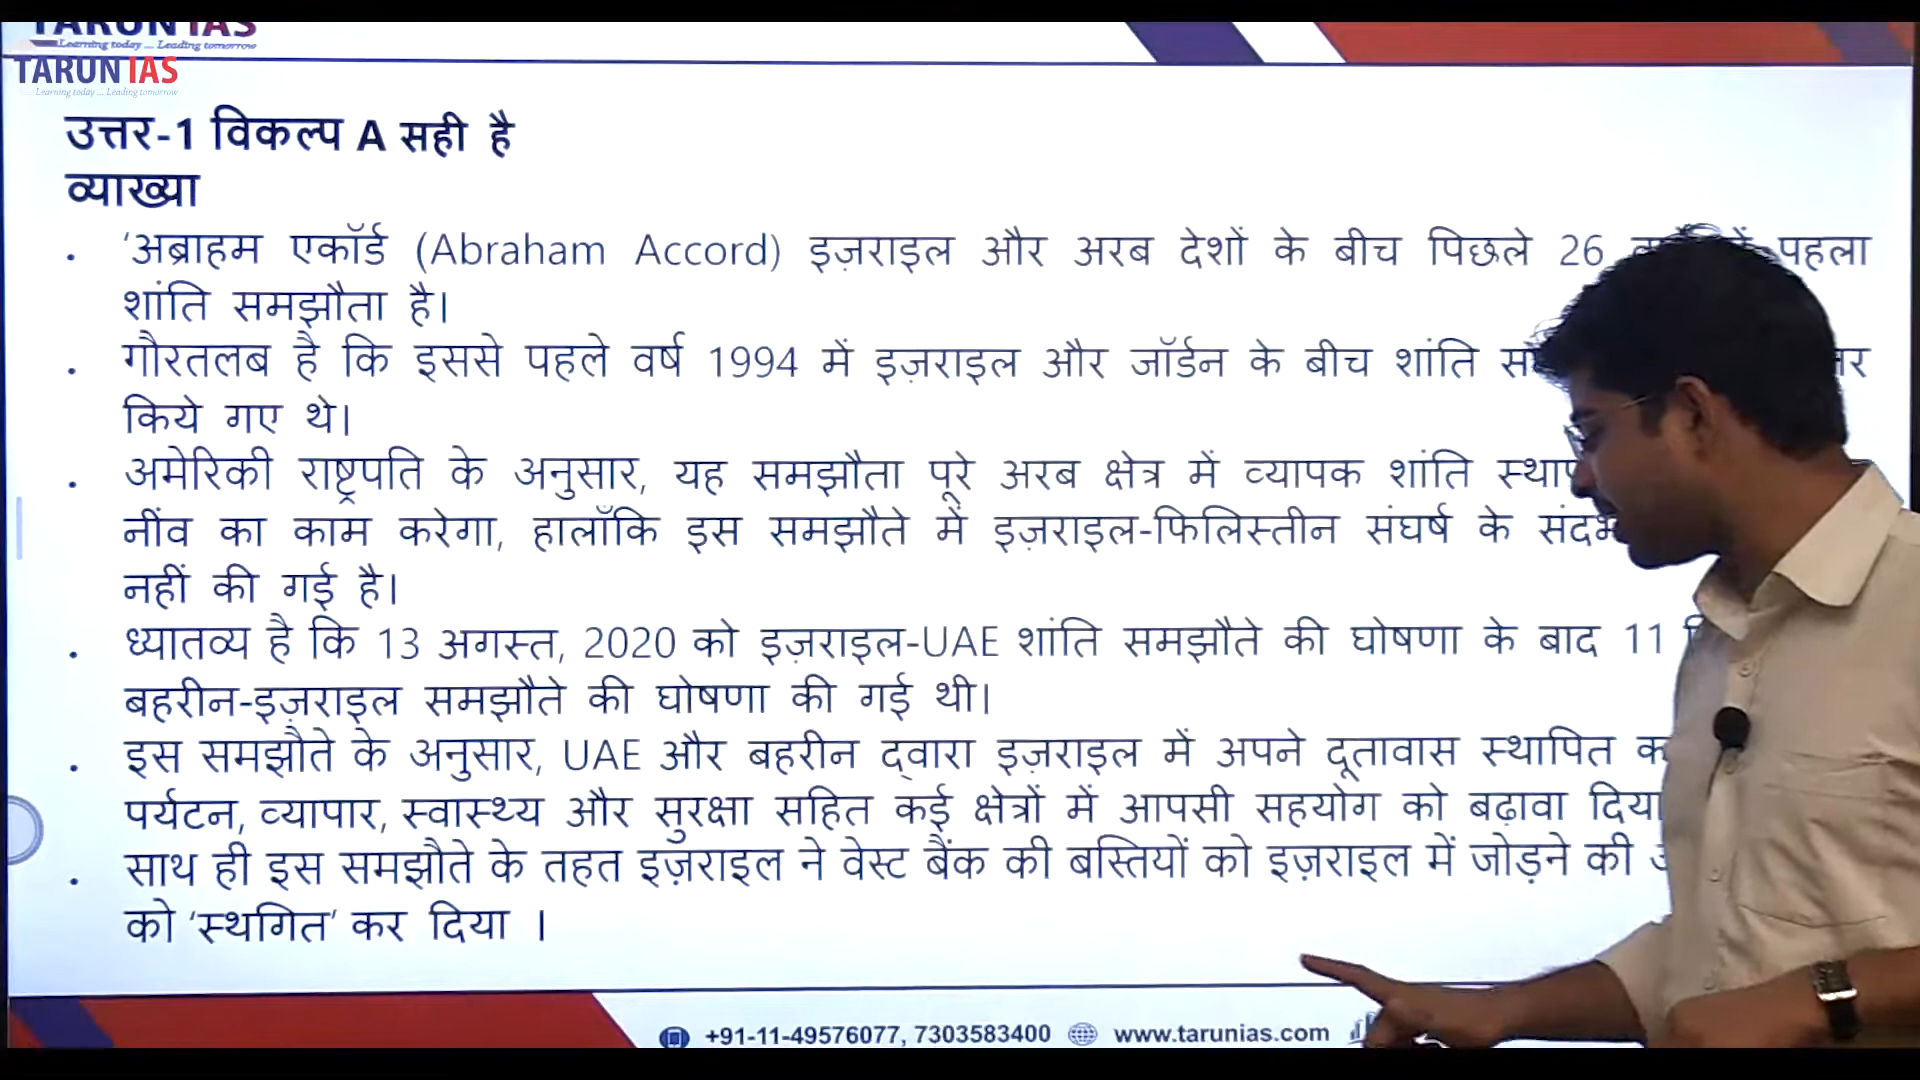 TARUN IAS
Learning today ... Leading tomorrow
TARUN IAS
Learning today ... Leading tomorrow
उत्तर-1 विकल्प A सही है
व्याख्या
. ‘अब्राहम एकॉर्ड (Abraham Accord) इज़राइल और अरब देशों के बीच पिछले 26 पहला
शांति समझौता है।
. गौरतलब है कि इससे पहले वर्ष 1994 में इज़राइल और जॉर्डन के बीच शांति
किये गए थे।
. अमेरिकी राष्ट्रपति के अनुसार, यह समझौता पूरे अरब क्षेत्र में व्यापक शांति
नींव का काम करेगा, हालाँकि इस समझौते में इज़राइल-फिलिस्तीन संघर्ष के
नहीं की गई है।
. ध्यातव्य है कि 13 अगस्त, 2020 को इज़राइल-UAE शांति समझौते की घोषणा के बाद 11
बहरीन-इज़राइल समझौते की घोषणा की गई थी।
. इस समझौते के अनुसार, UAE और बहरीन द्वारा इज़राइल में अपने दूतावास स्थापित
पर्यटन, व्यापार, स्वास्थ्य और सुरक्षा सहित कई क्षेत्रों में आपसी सहयोग को बढ़ावा दिया
. साथ ही इस समझौते के तहत इज़राइल ने वेस्ट बैंक की बस्तियों को इज़राइल में जोड़ने की
को ‘स्थगित’ कर दिया ।
+91-11-49576077, 7303583400 www.tarunias.com